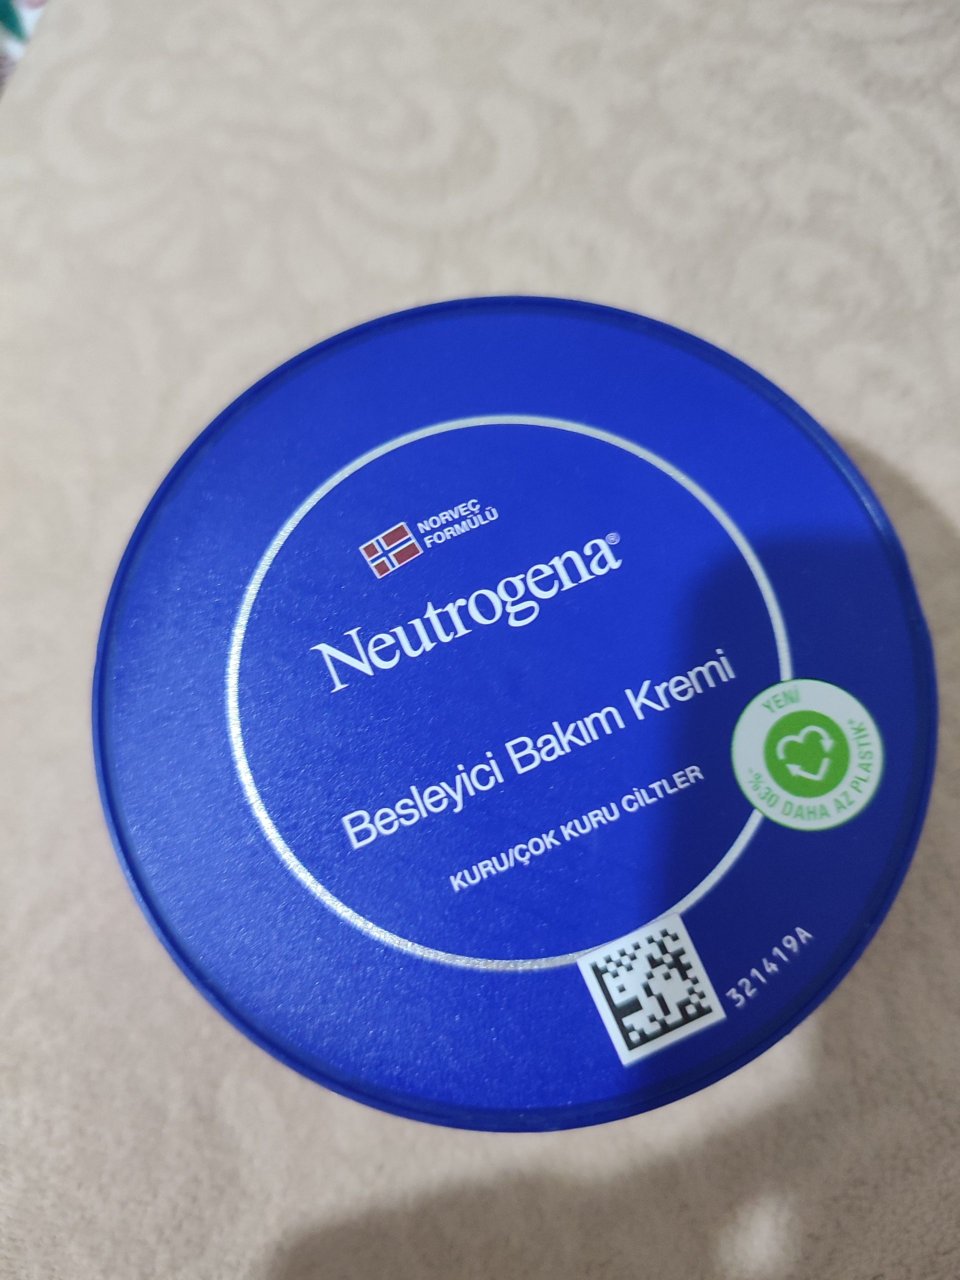 NORVEÇ
FORMÜLÜ
Neutrogena®
Besleyici Bakım Kremi
KURU/ÇOK KURU CİLTLER
YENİ
%30 DAHA AZ PLASTİK*
321419A